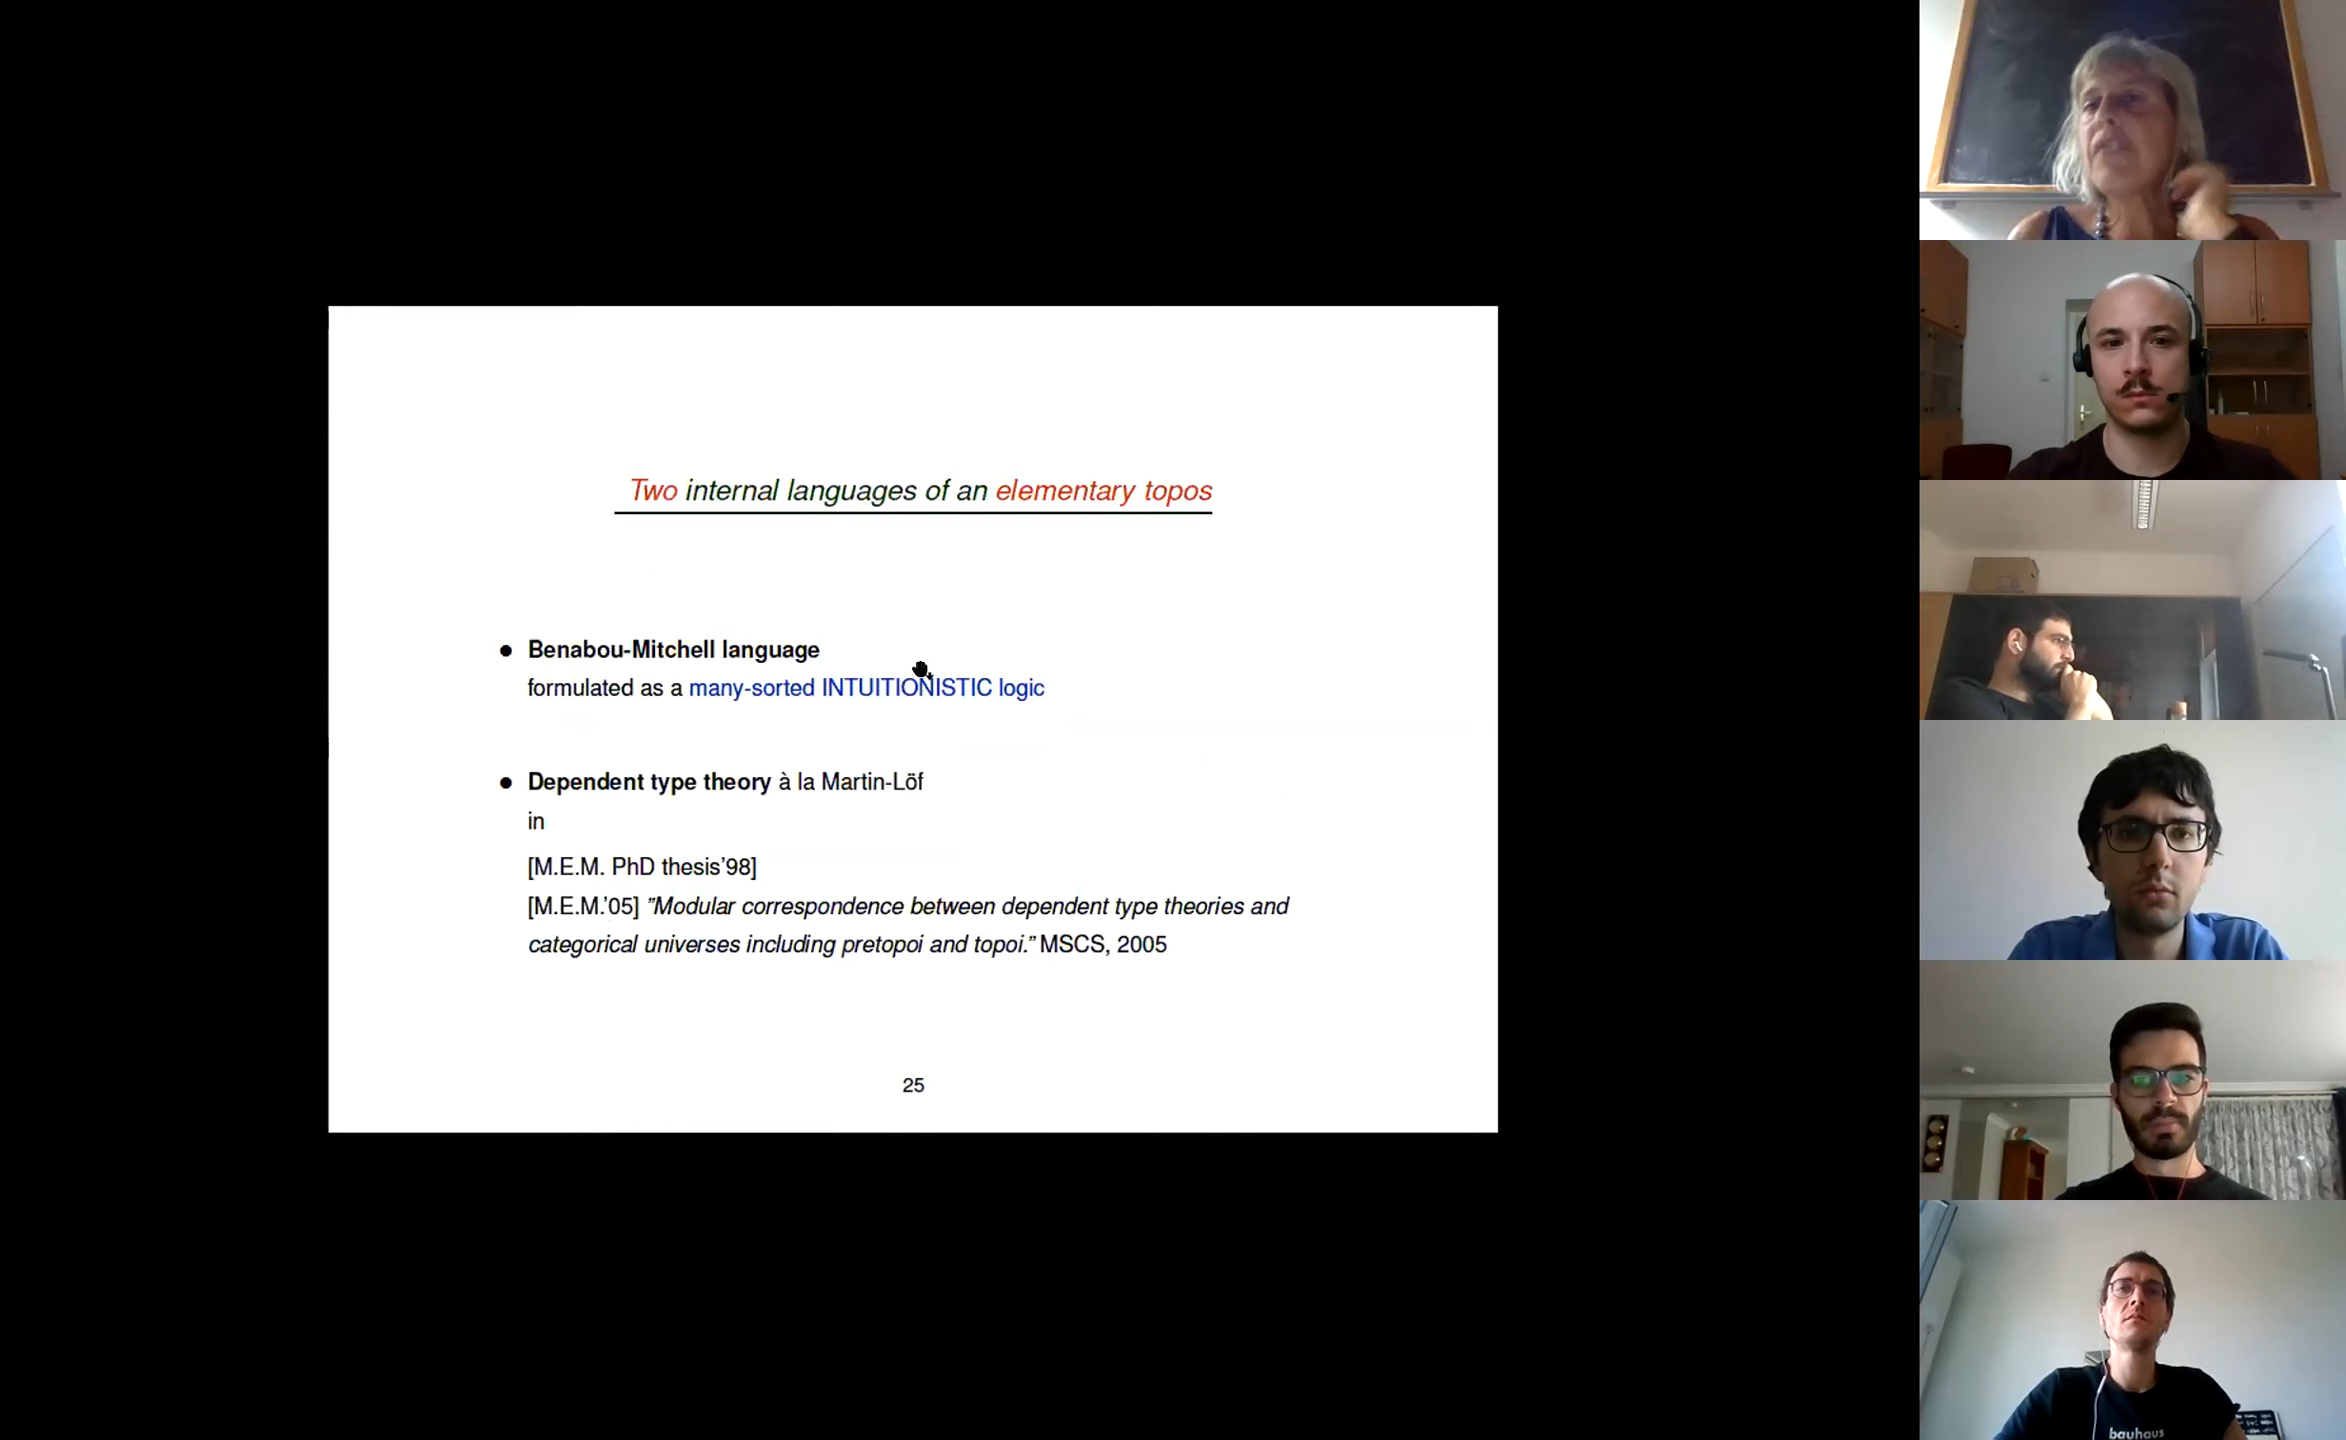 Two internal languages of an elementary topos
● Benabou-Mitchell language
formulated as a many-sorted INTUITIONISTIC logic
● Dependent type theory à la Martin-Löf
in
[M.E.M. PhD thesis’98]
[M.E.M.’05] ”Modular correspondence between dependent type theories and
categorical universes including pretopoi and topoi.” MSCS, 2005
25
bauhaus